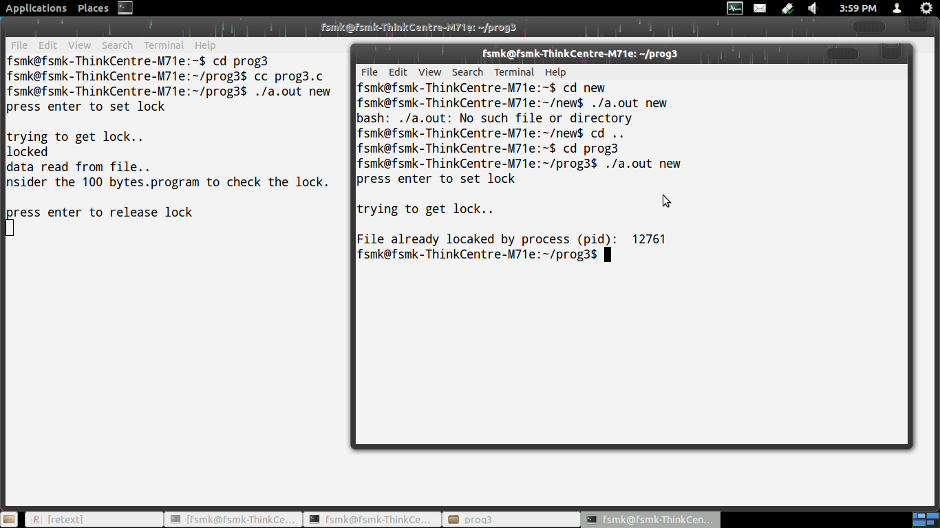 Applications Places 3:59 PM
fsmk@fsmk-ThinkCentre-M71e: ~/prog3
File Edit View Search Terminal Help
fsmk@fsmk-ThinkCentre-M71e:~$ cd prog3
fsmk@fsmk-ThinkCentre-M71e:~/prog3$ cc prog3.c
fsmk@fsmk-ThinkCentre-M71e:~/prog3$ ./a.out new
press enter to set lock
trying to get lock..
locked
data read from file..
nsider the 100 bytes.program to check the lock.
press enter to release lock
fsmk@fsmk-ThinkCentre-M71e: ~/prog3
File Edit View Search Terminal Help
fsmk@fsmk-ThinkCentre-M71e:~$ cd new
fsmk@fsmk-ThinkCentre-M71e:~/new$ ./a.out new
bash: ./a.out: No such file or directory
fsmk@fsmk-ThinkCentre-M71e:~/new$ cd ..
fsmk@fsmk-ThinkCentre-M71e:~$ cd prog3
fsmk@fsmk-ThinkCentre-M71e:~/prog3$ ./a.out new
press enter to set lock
trying to get lock..
File already locaked by process (pid): 12761
fsmk@fsmk-ThinkCentre-M71e:~/prog3$
[retext] [fsmk@fsmk-ThinkCe... fsmk@fsmk-ThinkCe... prog3 fsmk@fsmk-ThinkCen...